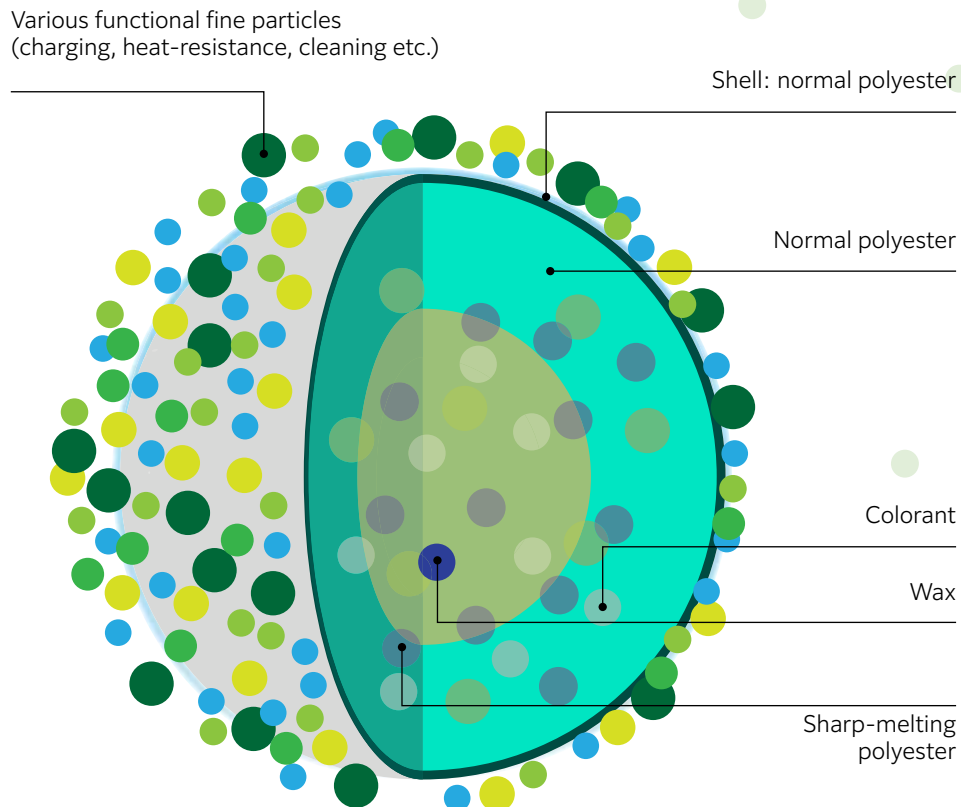 Various functional fine particles
(charging, heat-resistance, cleaning etc.)
Shell: normal polyester
Normal polyester
Colorant
Wax
Sharp-melting
polyester